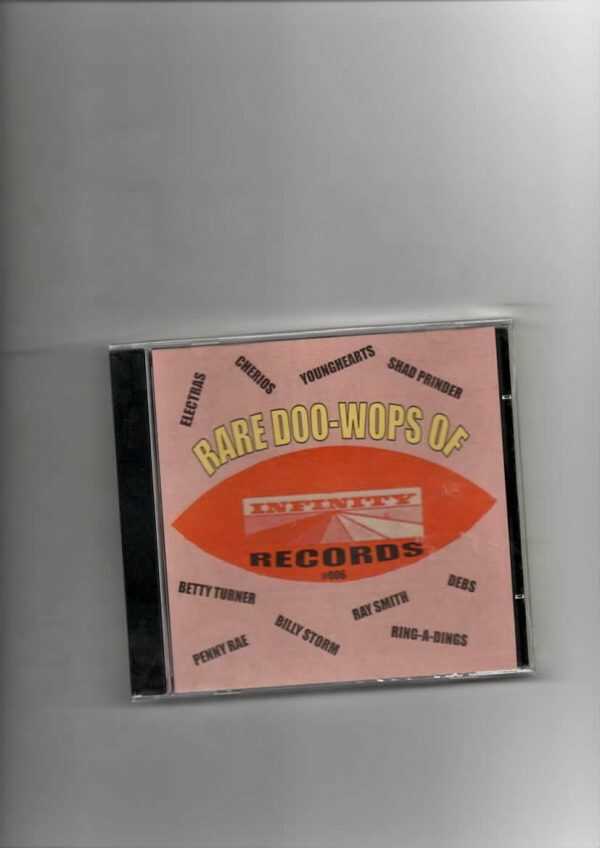 ELECTRAS
CHERIOS
YOUNGHEARTS
SHAD PRINDER
RARE DOO-WOPS OF
INFINITY
RECORDS
#006
BETTY TURNER
DEBS
RAY SMITH
BILLY STORM
RING-A-DINGS
PENNY RAE